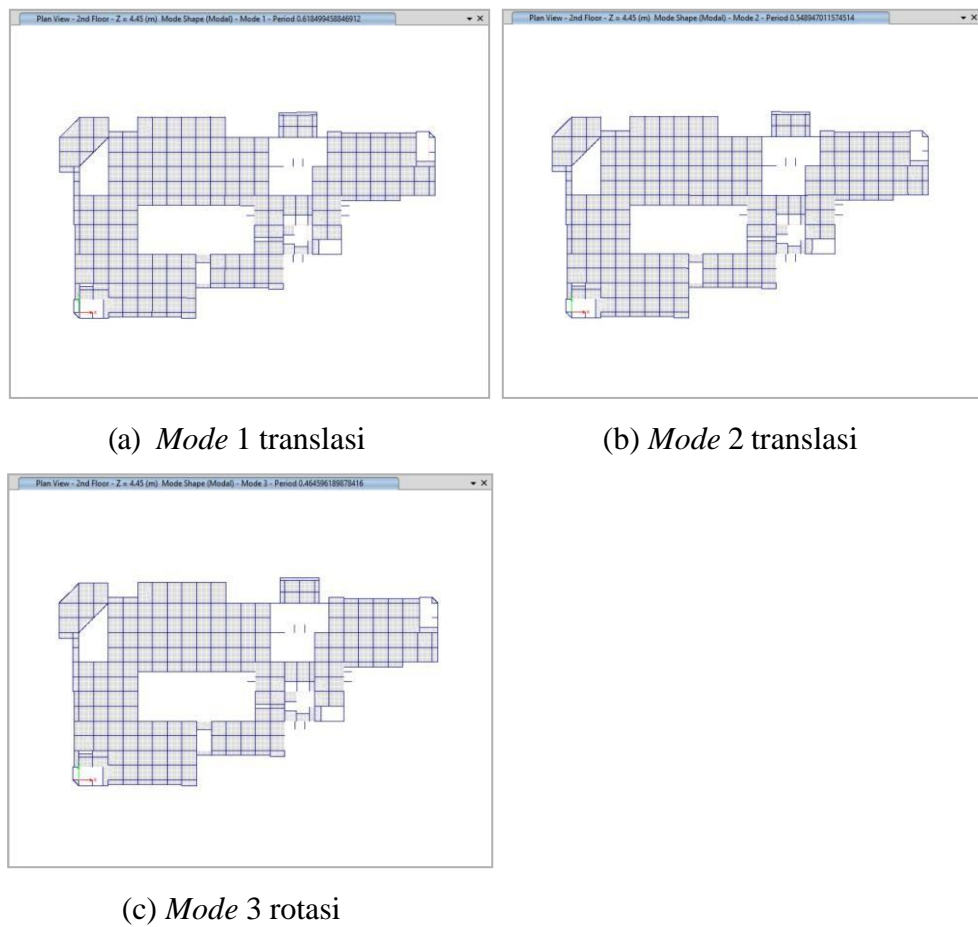 Plan View - 2nd Floor - Z = 4.45 (m) Mode Shape (Modal) - Mode 1 - Period 0.618499458846912
Plan View - 2nd Floor - Z = 4.45 (m) Mode Shape (Modal) - Mode 2 - Period 0.548947011574514
(a) Mode 1 translasi
(b) Mode 2 translasi
Plan View - 2nd Floor - Z = 4.45 (m) Mode Shape (Modal) - Mode 3 - Period 0.464596189878416
(c) Mode 3 rotasi